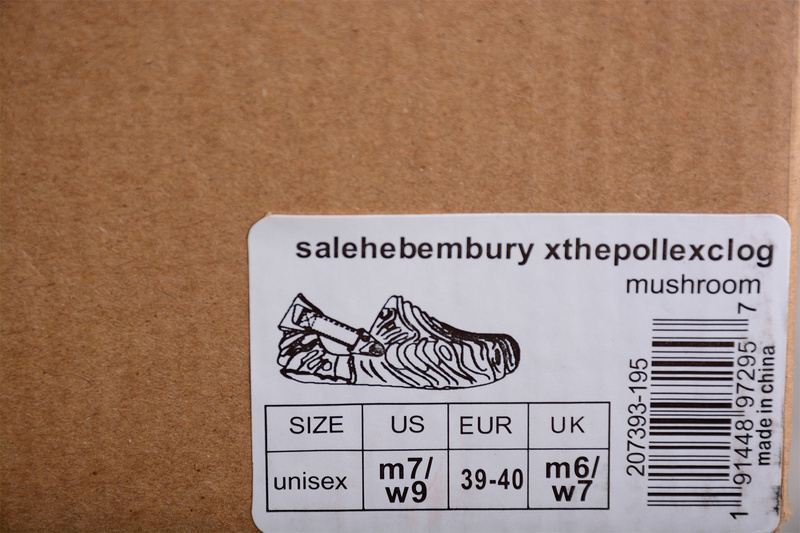 salehebembury xthepollexclog
mushroom
SIZE US EUR UK
unisex m7/w9 39-40 m6/w7
207393-195
1 91448 97295 7
made in china